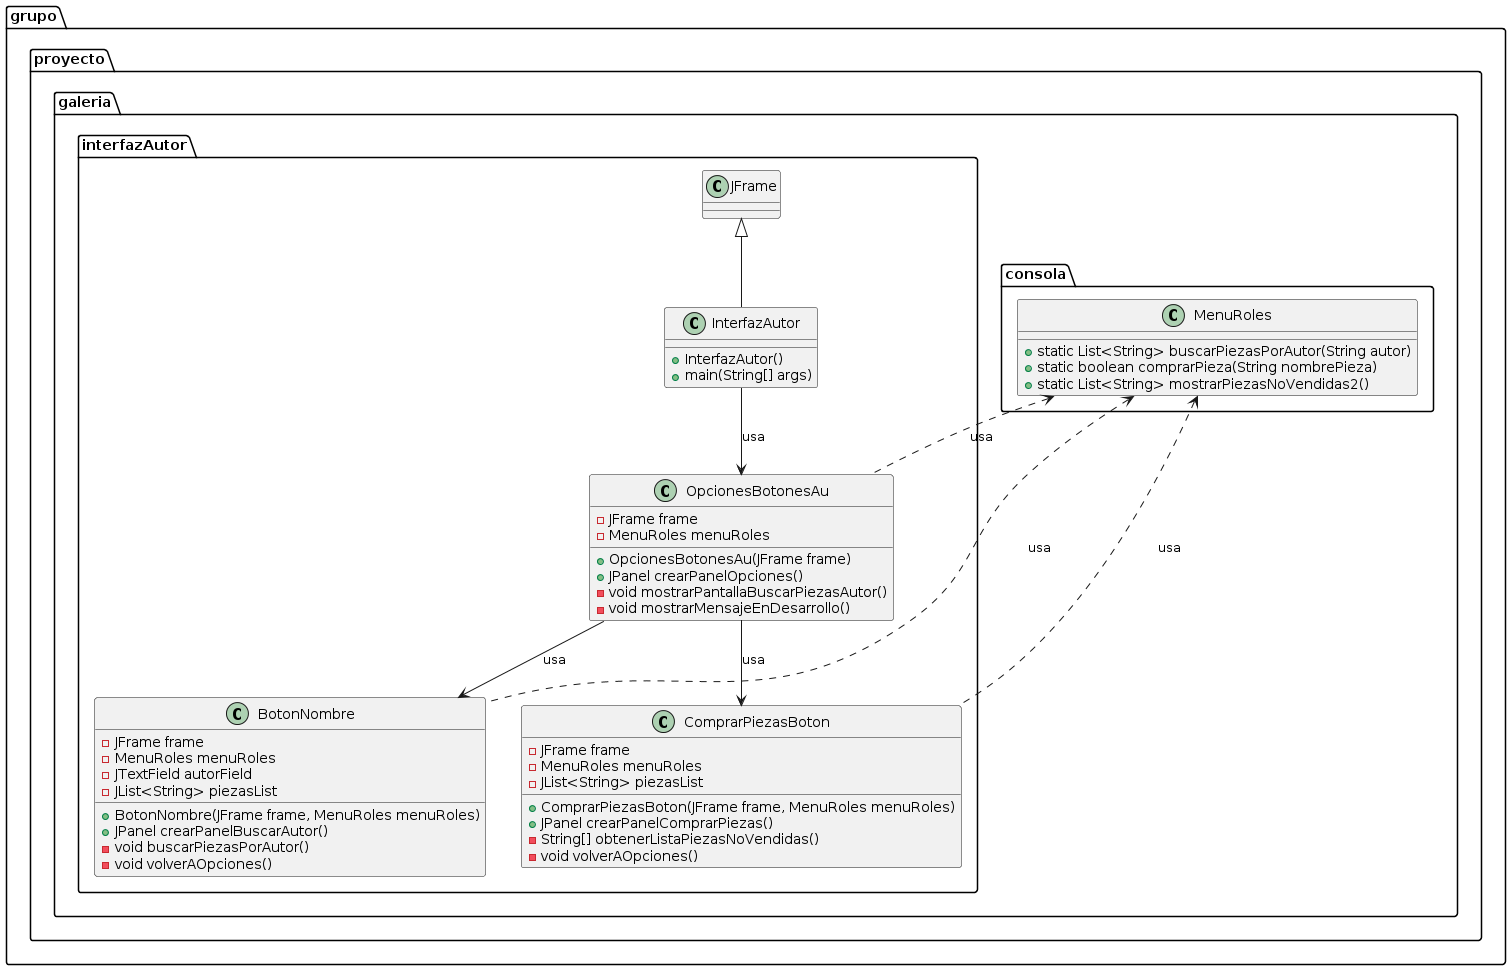 grupo
proyecto
galeria
interfazAutor
C JFrame
consola
C MenuRoles
static List<String> buscarPiezasPorAutor(String autor)
static boolean comprarPieza(String nombrePieza)
static List<String> mostrarPiezasNoVendidas2()
C InterfazAutor
InterfazAutor()
main(String[] args)
usa
usa
C OpcionesBotonesAu
JFrame frame
MenuRoles menuRoles
OpcionesBotonesAu(JFrame frame)
JPanel crearPanelOpciones()
void mostrarPantallaBuscarPiezasAutor()
void mostrarMensajeEnDesarrollo()
usa
usa
usa
usa
C BotonNombre
JFrame frame
MenuRoles menuRoles
JTextField autorField
JList<String> piezasList
BotonNombre(JFrame frame, MenuRoles menuRoles)
JPanel crearPanelBuscarAutor()
void buscarPiezasPorAutor()
void volverAOpciones()
C ComprarPiezasBoton
JFrame frame
MenuRoles menuRoles
JList<String> piezasList
ComprarPiezasBoton(JFrame frame, MenuRoles menuRoles)
JPanel crearPanelComprarPiezas()
String[] obtenerListaPiezasNoVendidas()
void volverAOpciones()